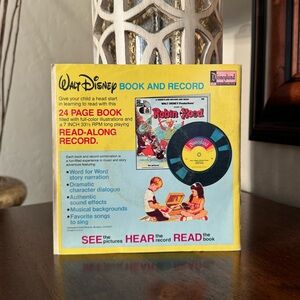 Walt Disney BOOK AND RECORD
Disneyland
Give your child a head start
in learning to read with this
24 PAGE BOOK
filled with full-color illustrations and
a 7 INCH 33⅓ RPM long playing
READ-ALONG
RECORD.
WALT DISNEY Productions'
Robin Hood
Each book and record combination is
a fun-filled experience in music and story
adventure featuring:
•Word for Word
story narration
•Dramatic
character dialogue
•Authentic
sound effects
•Musical backgrounds
•Favorite songs
to sing
SEE the pictures HEAR the record READ the book